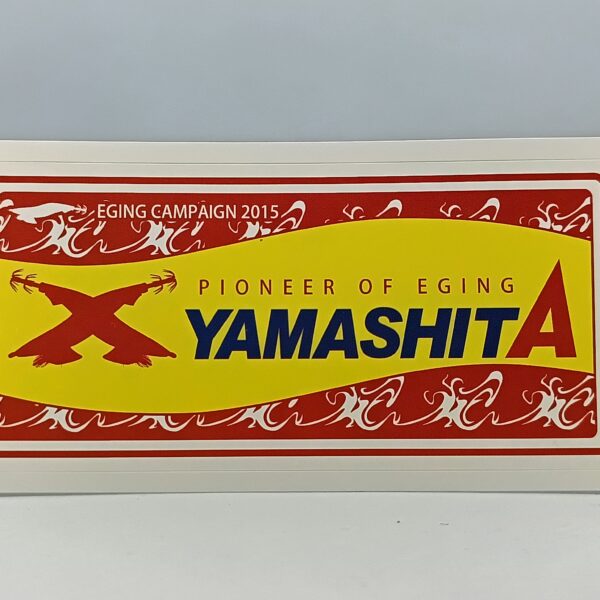 EGING CAMPAIGN 2015
PIONEER OF EGING
YAMASHITA